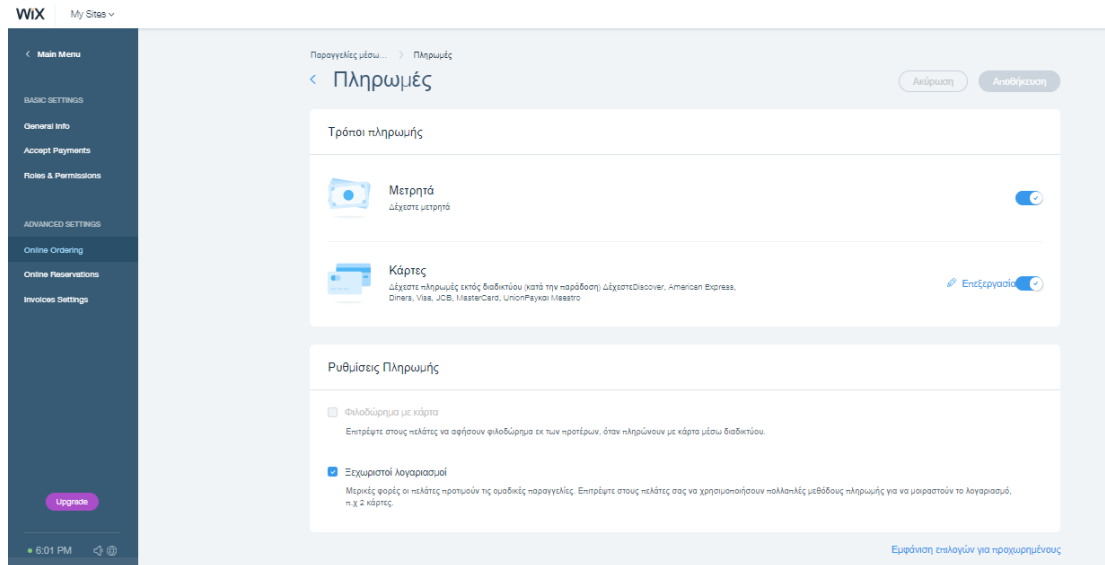 WiX My Sites
Main Menu
BASIC SETTINGS
General Info
Accept Payments
Roles & Permissions
ADVANCED SETTINGS
Online Ordering
Online Reservations
Invoices Settings
Upgrade
6:01 PM
Παραγγελίες μέσω... > Πληρωμές
Πληρωμές
Ακύρωση Αποθήκευση
Τρόποι πληρωμής
Μετρητά
Δέχεστε μετρητά
Κάρτες
Δέχεστε πληρωμές εκτός διαδικτύου (κατά την παράδοση) ΔέχεστεDiscover, American Express,
Diners, Visa, JCB, MasterCard, UnionPayκαι Maestro
Επεξεργασία
Ρυθμίσεις Πληρωμής
Φιλοδώρημα με κάρτα
Επιτρέψτε στους πελάτες να αφήσουν φιλοδώρημα εκ των προτέρων, όταν πληρώνουν με κάρτα μέσω διαδικτύου.
Ξεχωριστοί λογαριασμοί
Μερικές φορές οι πελάτες προτιμούν τις ομαδικές παραγγελίες. Επιτρέψτε στους πελάτες σας να χρησιμοποιήσουν πολλαπλές μεθόδους πληρωμής για να μοιραστούν το λογαριασμό,
π.χ 2 κάρτες.
Εμφάνιση επιλογών για προχωρημένους